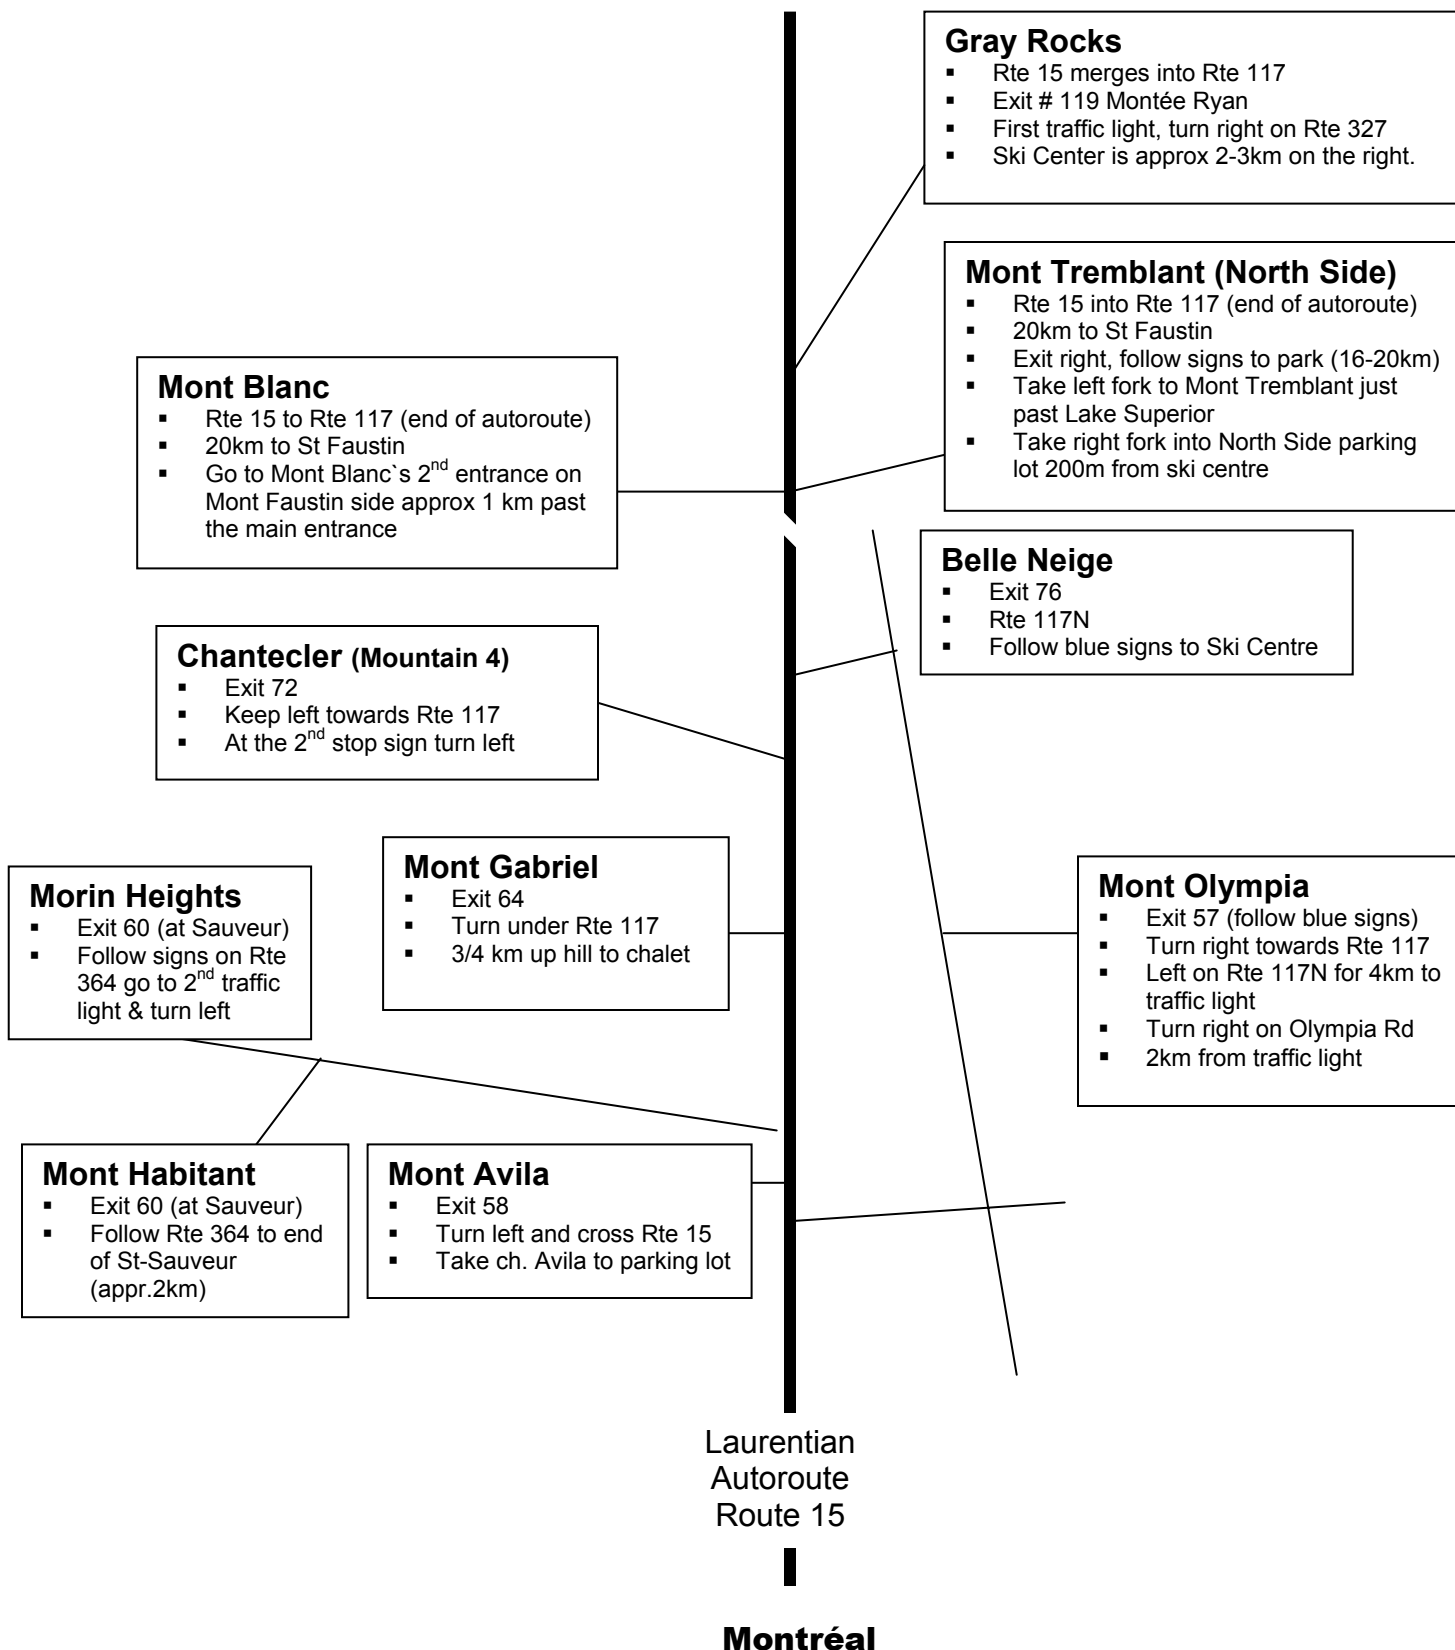 Gray Rocks
▪ Rte 15 merges into Rte 117
▪ Exit # 119 Montée Ryan
▪ First traffic light, turn right on Rte 327
▪ Ski Center is approx 2-3km on the right.
Mont Tremblant (North Side)
▪ Rte 15 into Rte 117 (end of autoroute)
▪ 20km to St Faustin
▪ Exit right, follow signs to park (16-20km)
▪ Take left fork to Mont Tremblant just
past Lake Superior
▪ Take right fork into North Side parking
lot 200m from ski centre
Mont Blanc
▪ Rte 15 to Rte 117 (end of autoroute)
▪ 20km to St Faustin
▪ Go to Mont Blanc`s 2nd entrance on
Mont Faustin side approx 1 km past
the main entrance
Belle Neige
▪ Exit 76
▪ Rte 117N
▪ Follow blue signs to Ski Centre
Chantecler (Mountain 4)
▪ Exit 72
▪ Keep left towards Rte 117
▪ At the 2nd stop sign turn left
Mont Gabriel
▪ Exit 64
▪ Turn under Rte 117
▪ 3/4 km up hill to chalet
Morin Heights
▪ Exit 60 (at Sauveur)
▪ Follow signs on Rte
364 go to 2nd traffic
light & turn left
Mont Olympia
▪ Exit 57 (follow blue signs)
▪ Turn right towards Rte 117
▪ Left on Rte 117N for 4km to
traffic light
▪ Turn right on Olympia Rd
▪ 2km from traffic light
Mont Habitant
▪ Exit 60 (at Sauveur)
▪ Follow Rte 364 to end
of St-Sauveur
(appr.2km)
Mont Avila
▪ Exit 58
▪ Turn left and cross Rte 15
▪ Take ch. Avila to parking lot
Laurentian
Autoroute
Route 15
Montréal